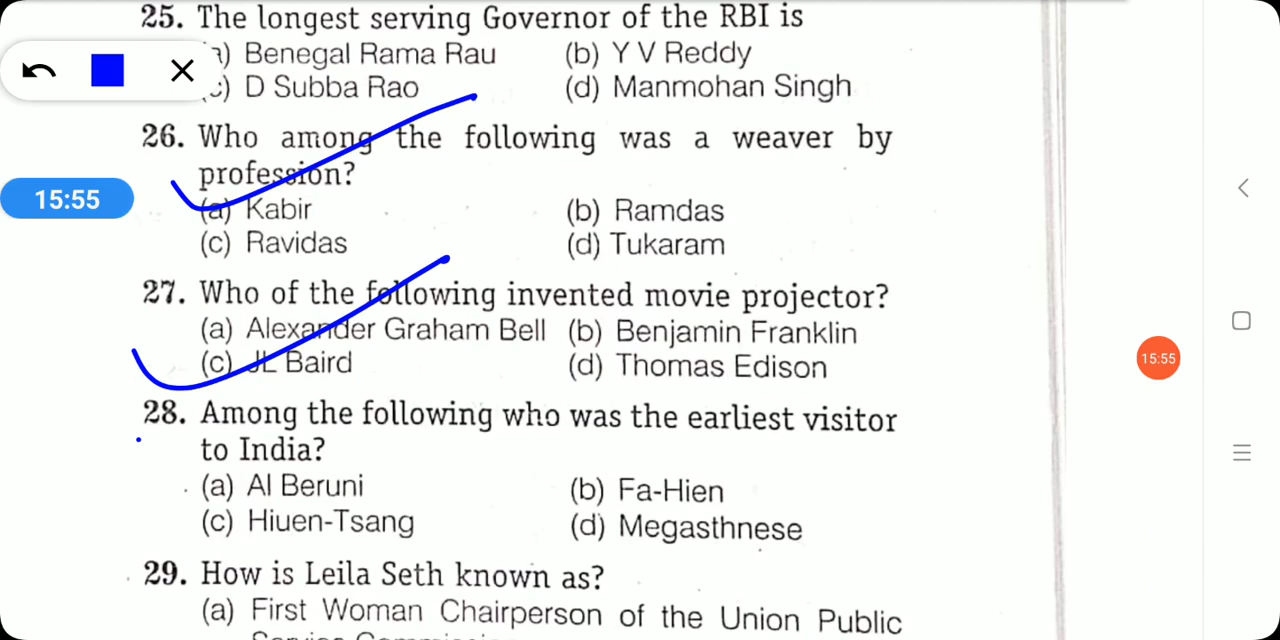 25. The longest serving Governor of the RBI is
(a) Benegal Rama Rau (b) Y V Reddy
(c) D Subba Rao (d) Manmohan Singh
26. Who among the following was a weaver by
profession?
15:55
(a) Kabir (b) Ramdas
(c) Ravidas (d) Tukaram
27. Who of the following invented movie projector?
(a) Alexander Graham Bell (b) Benjamin Franklin
(c) JL Baird (d) Thomas Edison
15:55
28. Among the following who was the earliest visitor
to India?
(a) Al Beruni (b) Fa-Hien
(c) Hiuen-Tsang (d) Megasthnese
29. How is Leila Seth known as?
(a) First Woman Chairperson of the Union Public